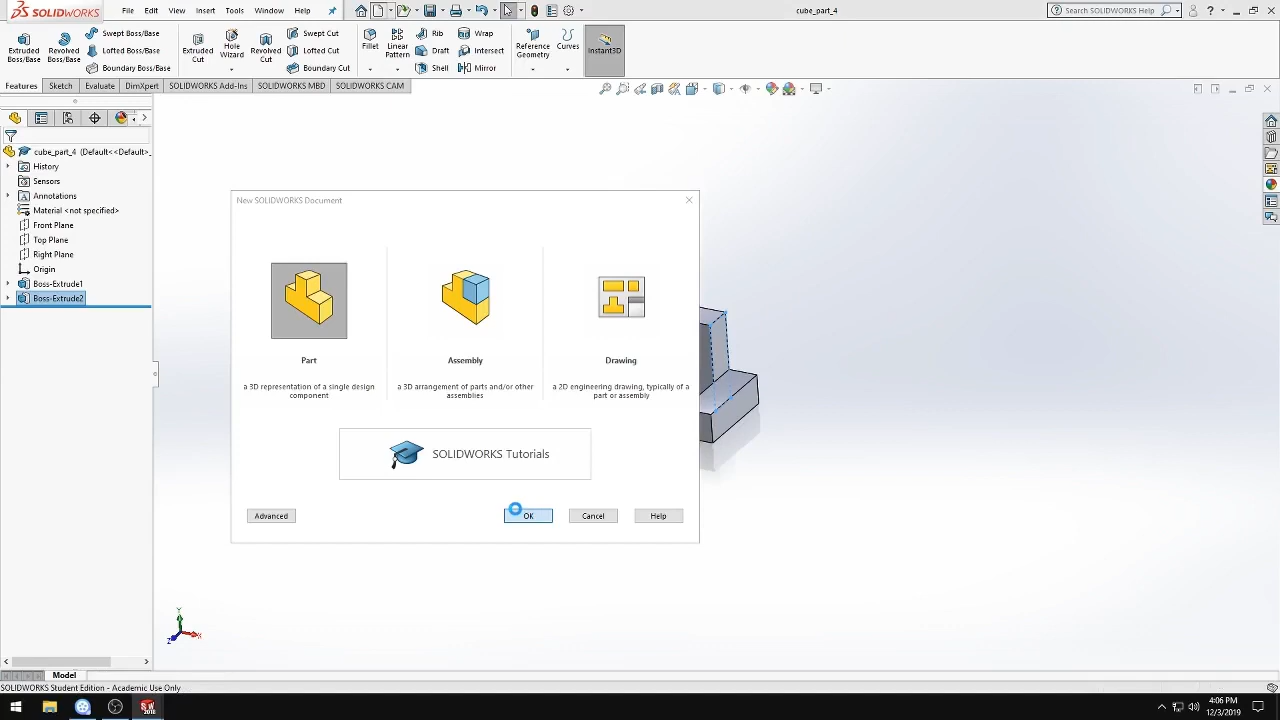 SOLIDWORKS
File Edit View Insert Tools Window Help
cube_part_4
Search SOLIDWORKS Help
Extruded Boss/Base
Revolved Boss/Base
Swept Boss/Base
Lofted Boss/Base
Boundary Boss/Base
Extruded Cut
Hole Wizard
Revolved Cut
Swept Cut
Lofted Cut
Boundary Cut
Fillet
Linear Pattern
Rib
Draft
Shell
Wrap
Intersect
Mirror
Reference Geometry
Curves
Instant3D
Features Sketch Evaluate DimXpert SOLIDWORKS Add-Ins SOLIDWORKS MBD SOLIDWORKS CAM
cube_part_4 (Default<<Default>_
History
Sensors
Annotations
Material <not specified>
Front Plane
Top Plane
Right Plane
Origin
Boss-Extrude1
Boss-Extrude2
New SOLIDWORKS Document
Part
a 3D representation of a single design
component
Assembly
a 3D arrangement of parts and/or other
assemblies
Drawing
a 2D engineering drawing, typically of a
part or assembly
SOLIDWORKS Tutorials
Advanced OK Cancel Help
Y
X
Z
Model
SOLIDWORKS Student Edition - Academic Use Only
SW
2018
4:06 PM
12/3/2019